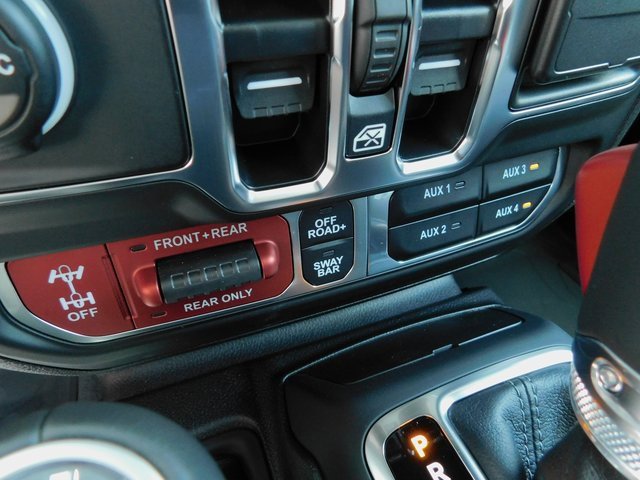 C
FRONT+REAR
REAR ONLY
OFF
OFF
ROAD+
SWAY
BAR
AUX 1
AUX 2
AUX 3
AUX 4
P
R